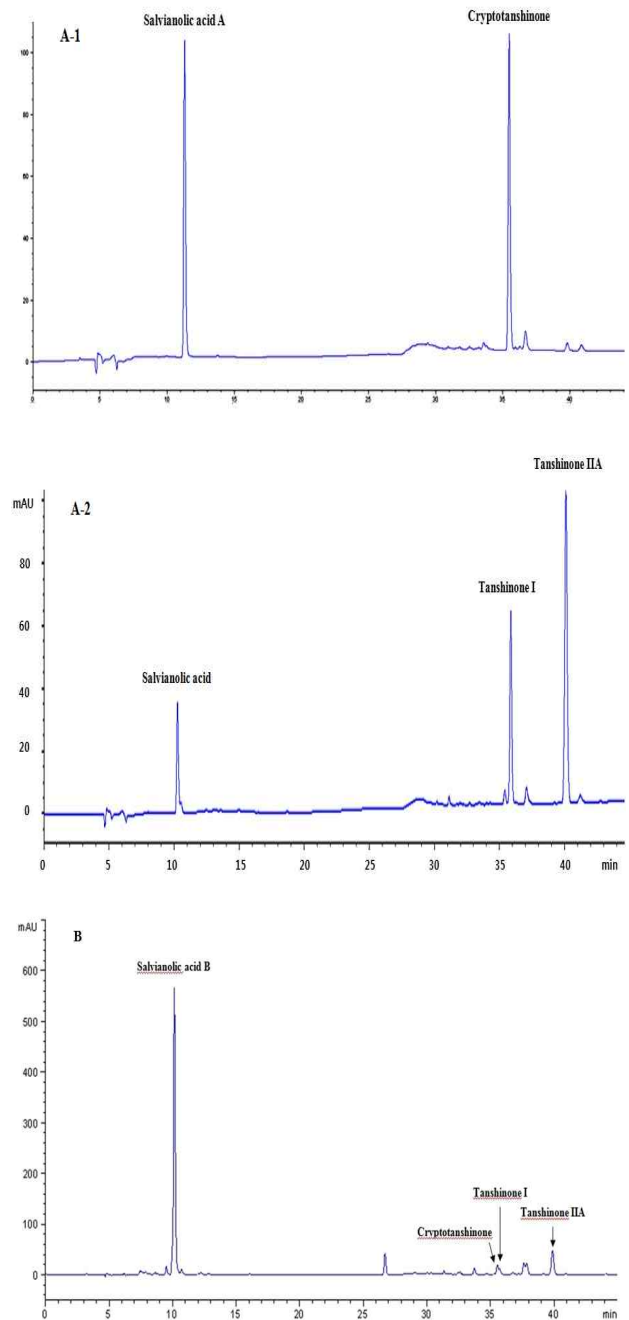 Salvianolic acid A
Cryptotanshinone
A-1
100
80
60
40
20
0
0 5 10 15 20 25 30 35 40
Tanshinone IIA
mAU
A-2
80
Tanshinone I
60
Salvianolic acid
40
20
0
0 5 10 15 20 25 30 35 40 min
mAU
B
Salvianolic acid B
600
500
400
300
200
Tanshinone I
100
Tanshinone IIA
Cryptotanshinone
0
0 5 10 15 20 25 30 35 40 min